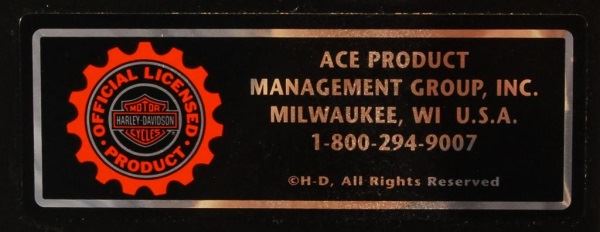 OFFICIAL LICENSED
MOTOR
HARLEY-DAVIDSON
CYCLES
• PRODUCT •
ACE PRODUCT
MANAGEMENT GROUP, INC.
MILWAUKEE, WI U.S.A.
1-800-294-9007
©H-D, All Rights Reserved